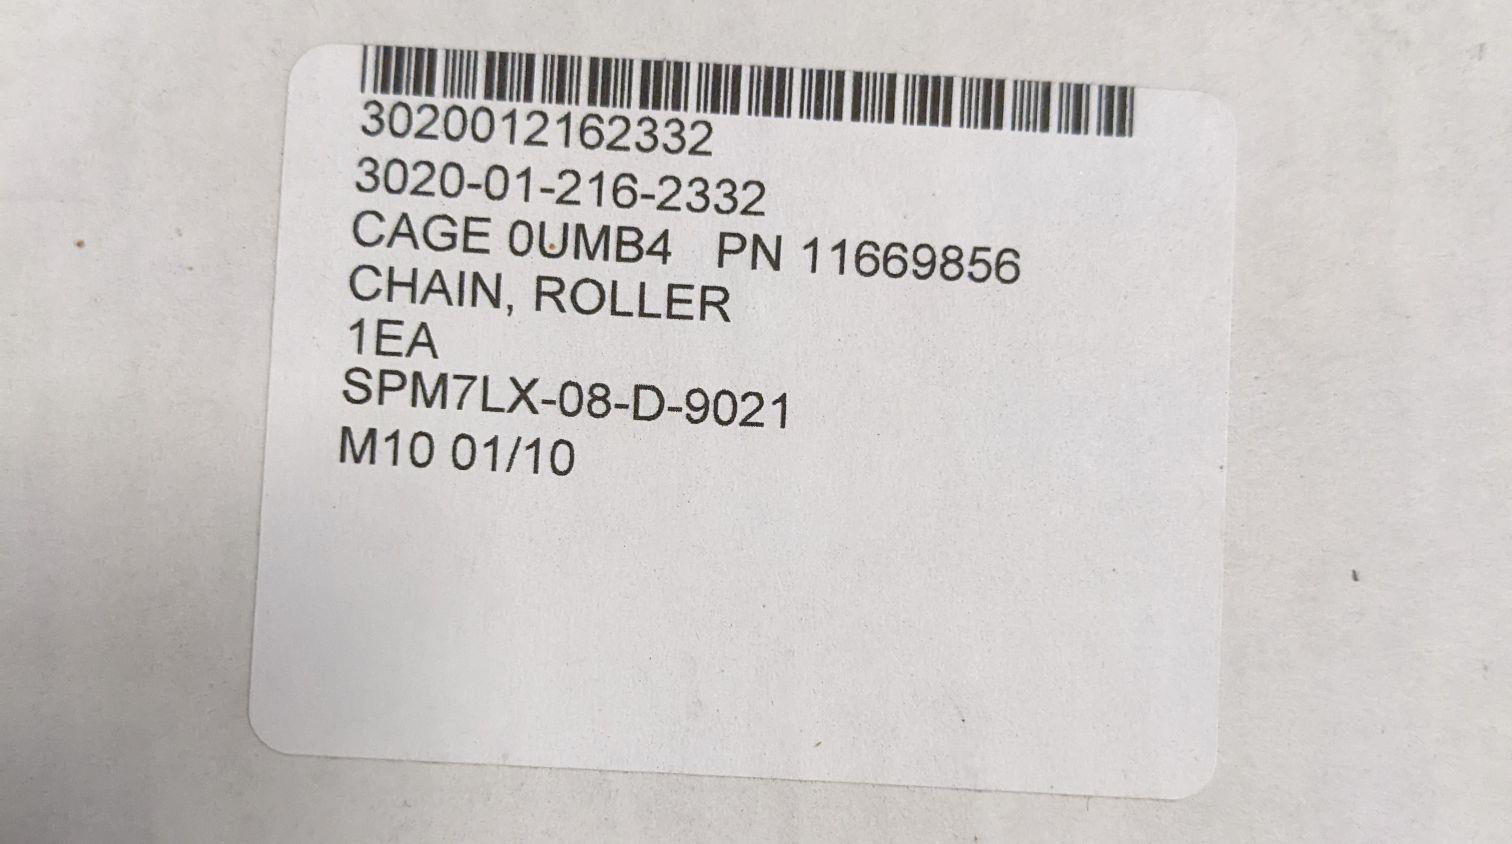 3020012162332
3020-01-216-2332
CAGE 0UMB4 PN 11669856
CHAIN, ROLLER
1EA
SPM7LX-08-D-9021
M10 01/10